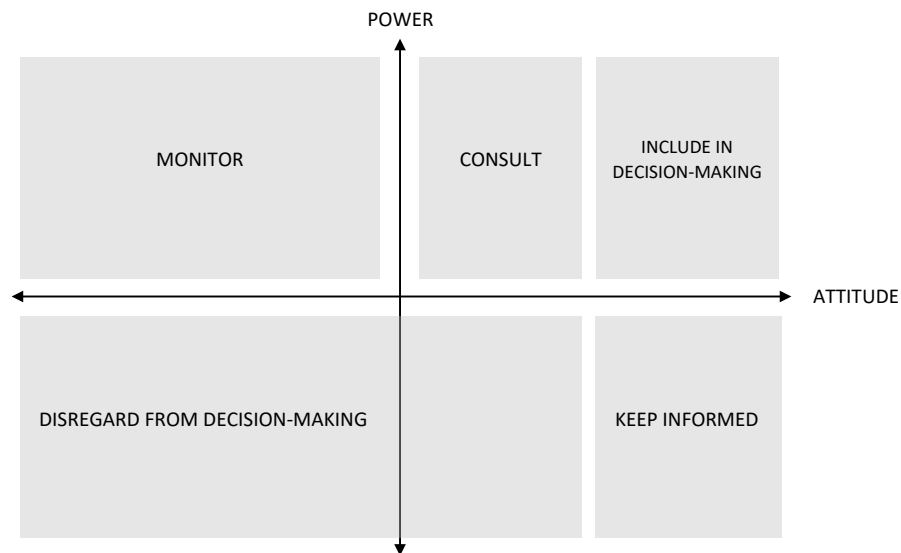 POWER
MONITOR
CONSULT
INCLUDE IN
DECISION-MAKING
ATTITUDE
DISREGARD FROM DECISION-MAKING
KEEP INFORMED